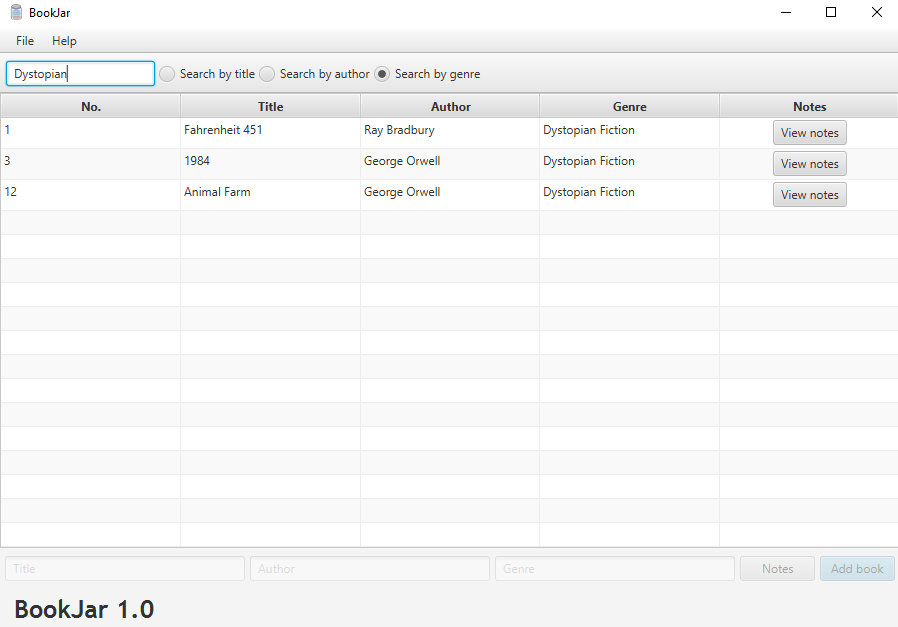 BookJar
File Help
Dystopian Search by title Search by author Search by genre
No. Title Author Genre Notes
1 Fahrenheit 451 Ray Bradbury Dystopian Fiction View notes
3 1984 George Orwell Dystopian Fiction View notes
12 Animal Farm George Orwell Dystopian Fiction View notes
Title Author Genre Notes Add book
BookJar 1.0